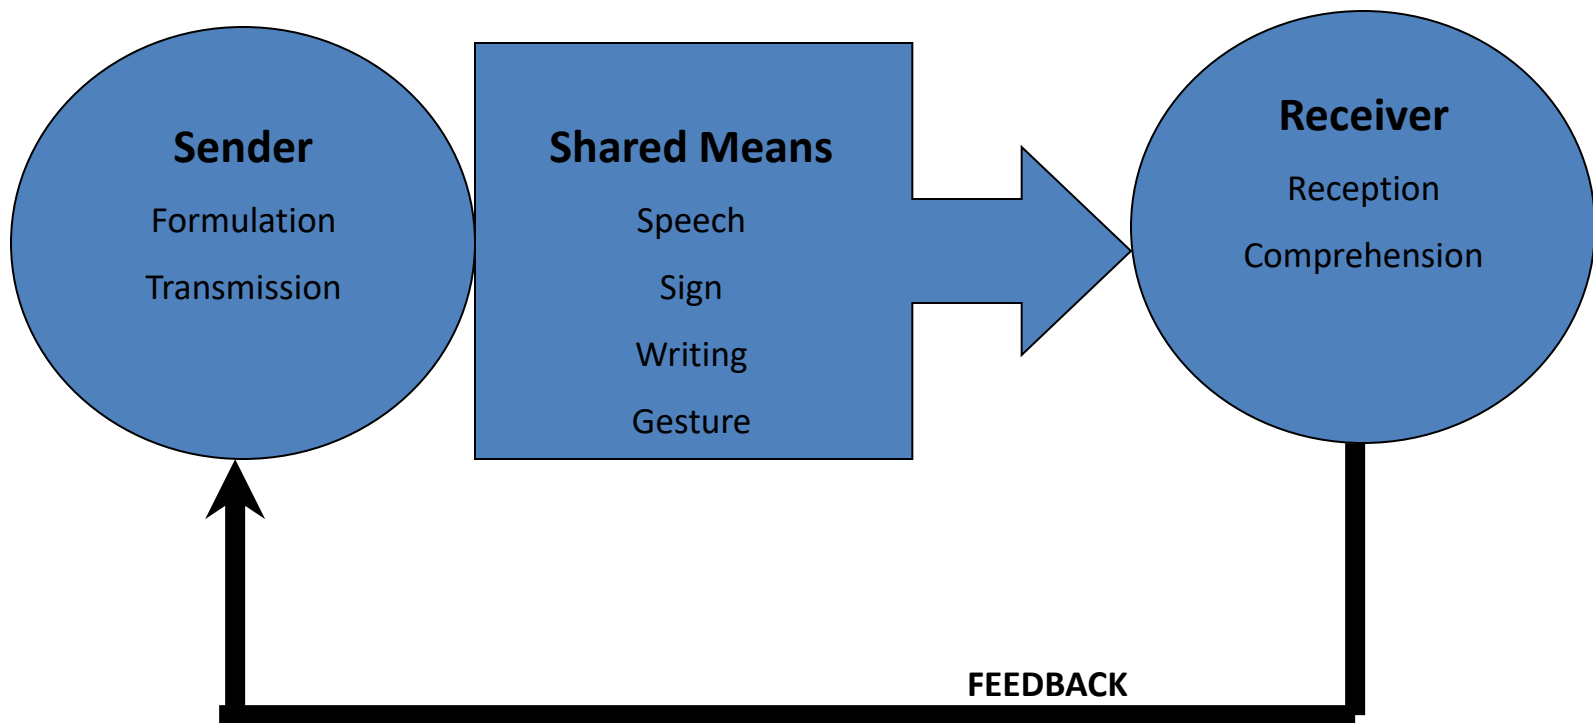 Sender
Formulation
Transmission
Shared Means
Speech
Sign
Writing
Gesture
Receiver
Reception
Comprehension
FEEDBACK